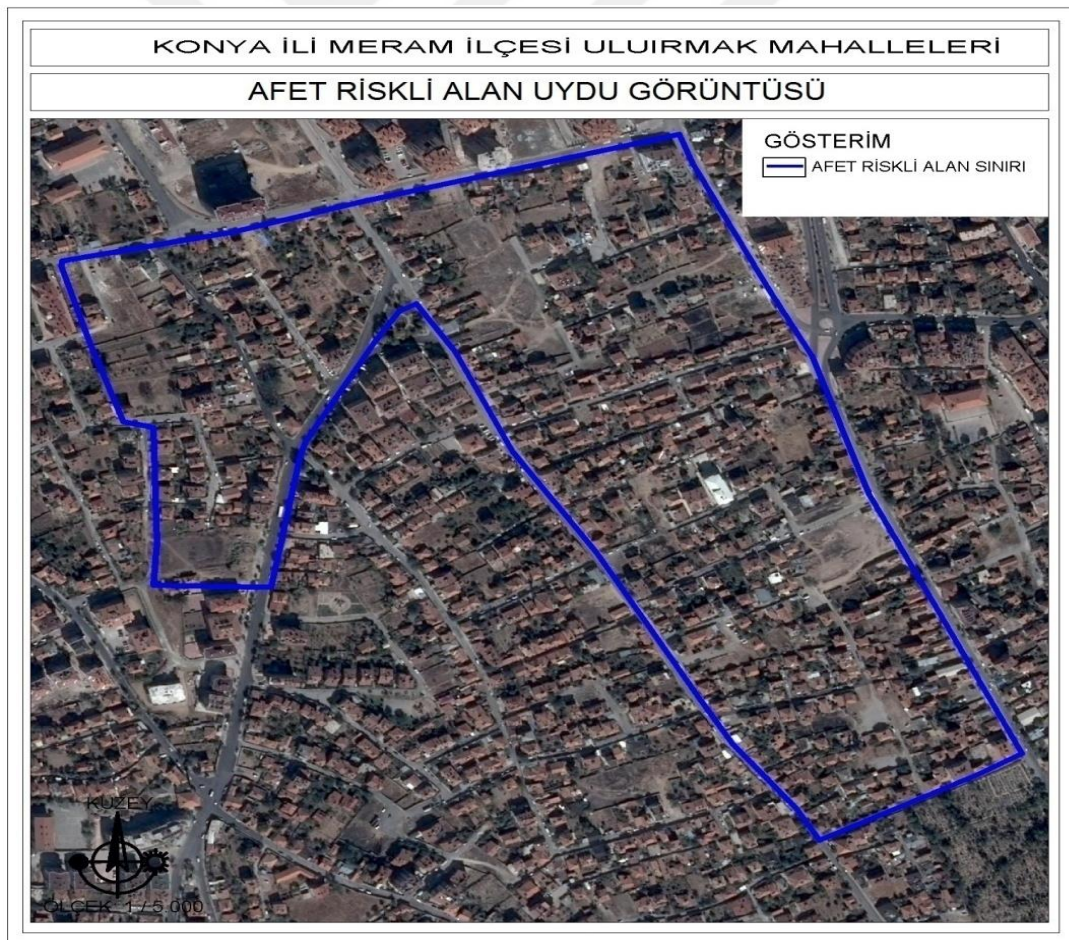 KONYA İLİ MERAM İLÇESİ ULUIRMAK MAHALLELERİ
AFET RİSKLİ ALAN UYDU GÖRÜNTÜSÜ
GÖSTERİM
AFET RİSKLİ ALAN SINIRI
KUZEY
ÖLÇEK 1 / 5.000